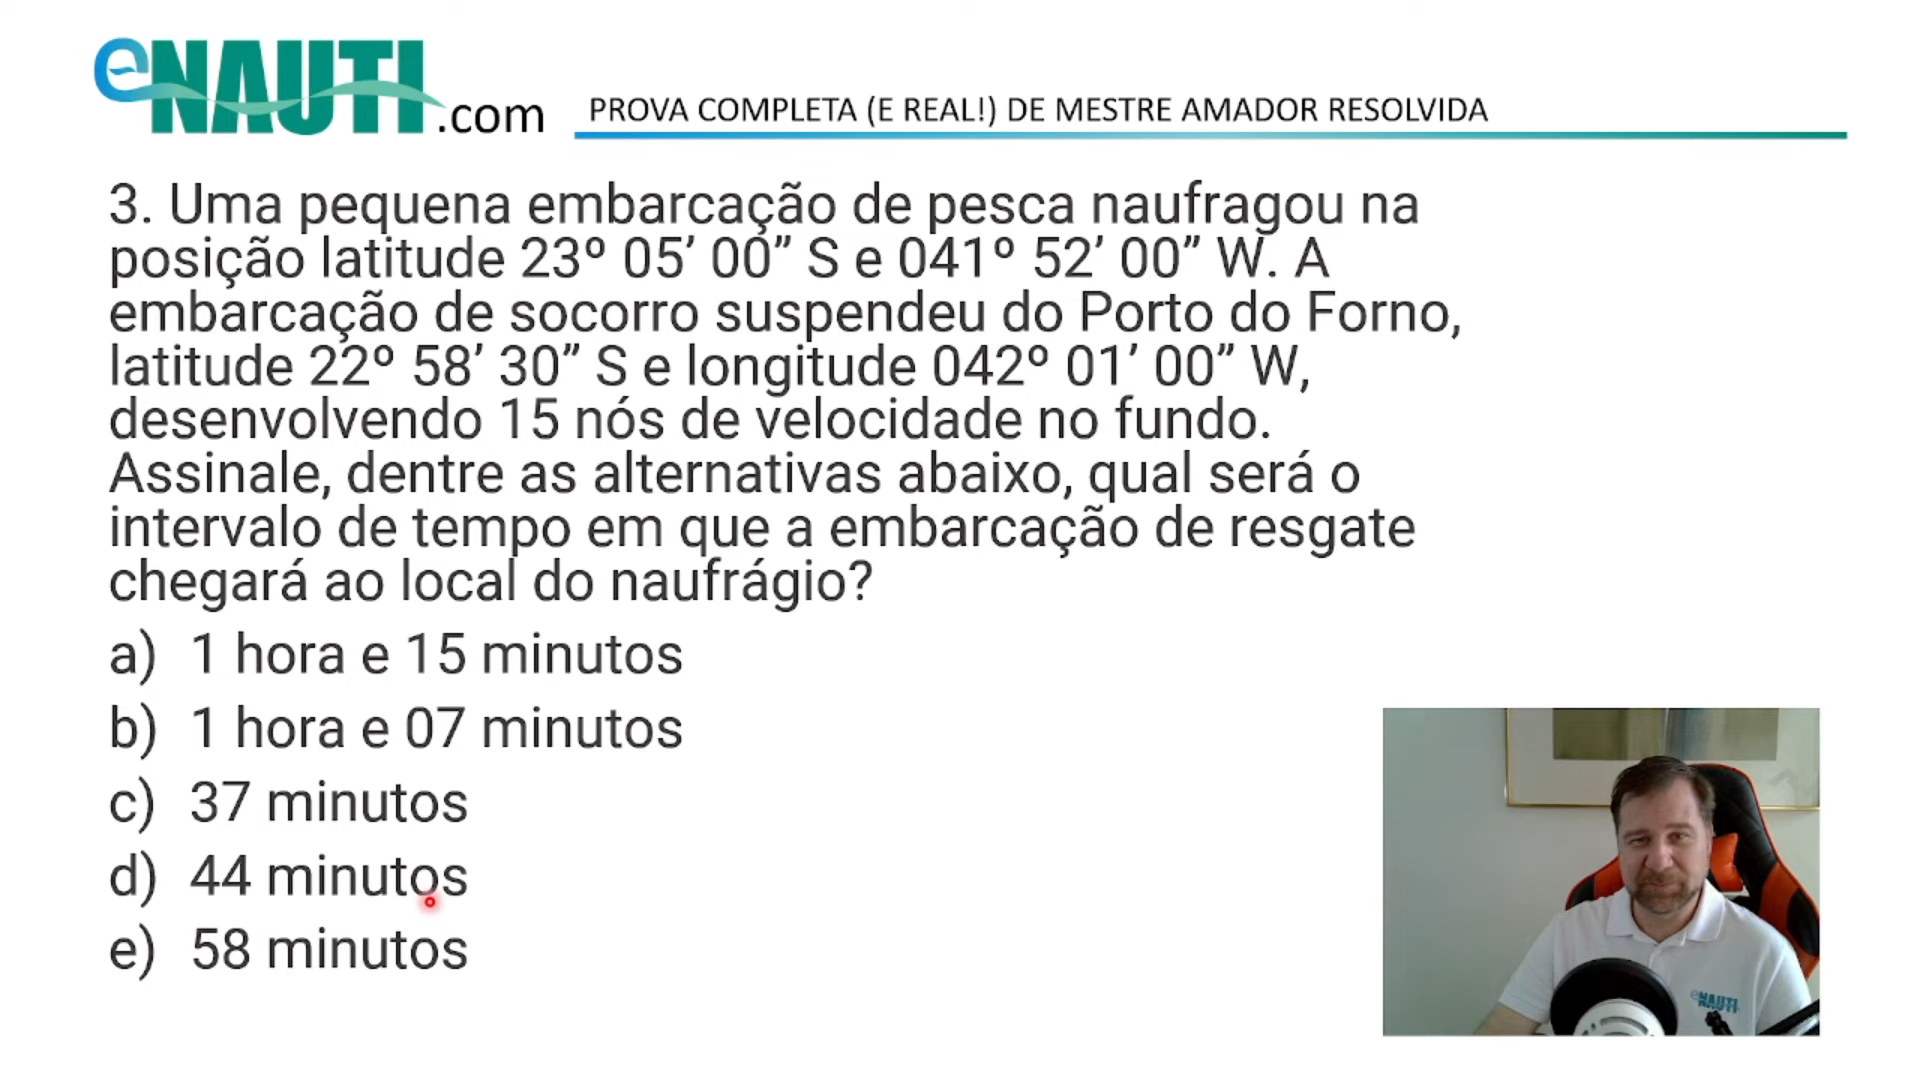 eNAUTI.com
PROVA COMPLETA (E REAL!) DE MESTRE AMADOR RESOLVIDA
3. Uma pequena embarcação de pesca naufragou na
posição latitude 23º 05’ 00” S e 041º 52’ 00” W. A
embarcação de socorro suspendeu do Porto do Forno,
latitude 22º 58’ 30” S e longitude 042º 01’ 00” W,
desenvolvendo 15 nós de velocidade no fundo.
Assinale, dentre as alternativas abaixo, qual será o
intervalo de tempo em que a embarcação de resgate
chegará ao local do naufrágio?
a) 1 hora e 15 minutos
b) 1 hora e 07 minutos
c) 37 minutos
d) 44 minutos
e) 58 minutos
eNAUTI